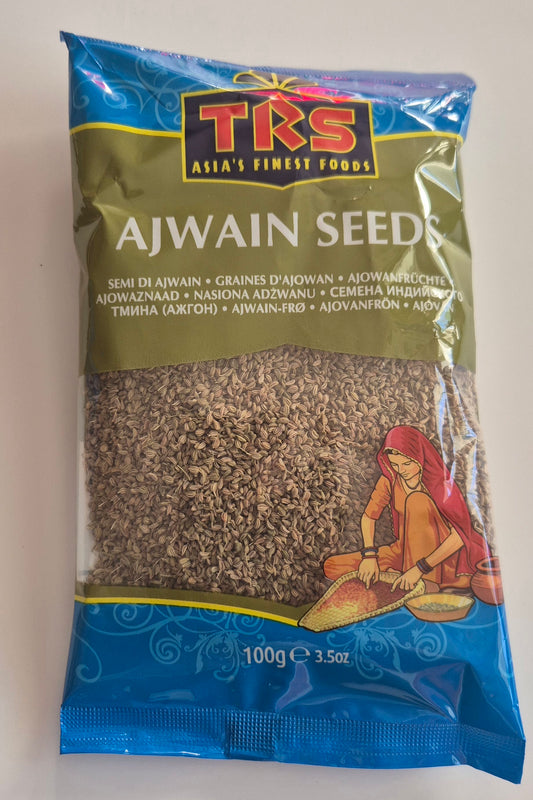 TRS
ASIA'S FINEST FOODS
AJWAIN SEEDS
SEMI DI AJWAIN • GRAINES D'AJOWAN • AJOWANFRÜCHTE
AJOWAZNAAD • NASIONA ADŻWANU • СЕМЕНА ИНДИЙСКОГО
ТМИНА (АЖГОН) • AJWAIN-FRØ • AJOVANFRÖN •
100g ℮ 3.5oz